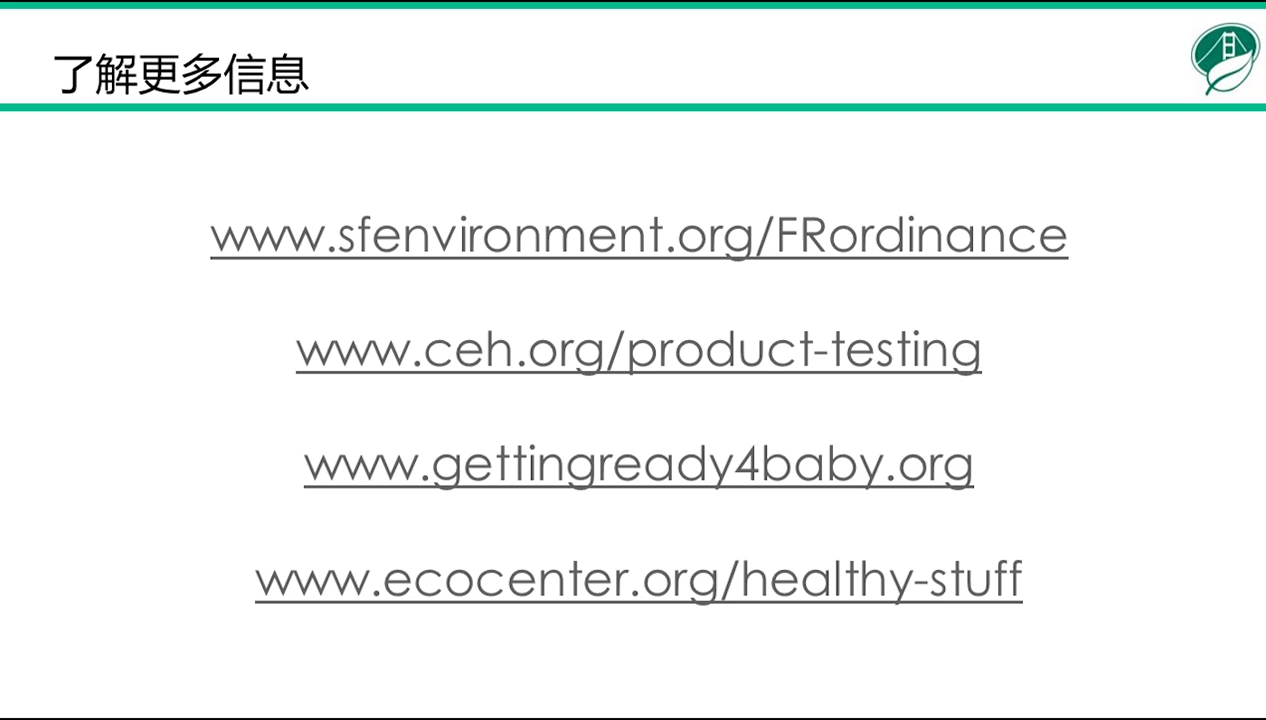 了解更多信息
www.sfenvironment.org/FRordinance
www.ceh.org/product-testing
www.gettingready4baby.org
www.ecocenter.org/healthy-stuff